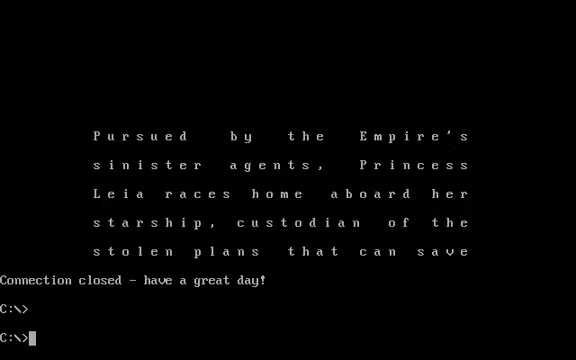 Pursued by the Empire's
sinister agents, Princess
Leia races home aboard her
starship, custodian of the
stolen plans that can save
Connection closed - have a great day!
C:\>
C:\>